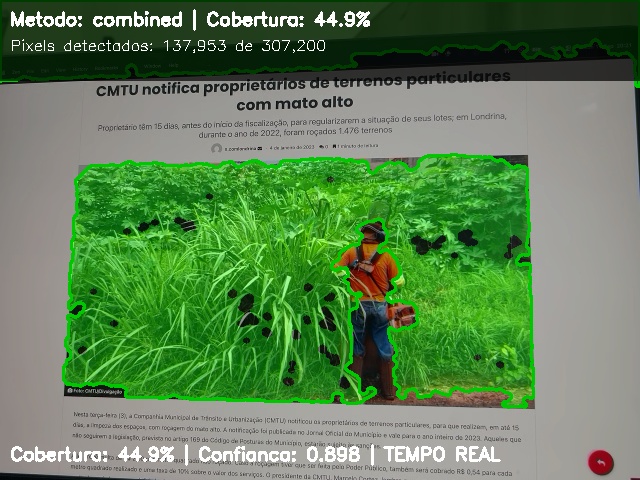 Metodo: combined | Cobertura: 44.9%
Pixels detectados: 137,953 de 307,200
CMTU notifica proprietários de terrenos particulares
com mato alto
Proprietário têm 15 dias, antes do início da fiscalização, para regularizarem a situação de seus lotes; em Londrina,
durante o ano de 2022, foram roçados 1.476 terrenos
4 de janeiro de 2023 0 1 minuto de leitura
Foto: CMTU/Divulgação
Nesta terça-feira (3), a Companhia Municipal de Trânsito e Urbanização (CMTU) notificou os proprietários de terrenos particulares, para que realizem, em até 15
dias, a limpeza dos espaços, com roçagem do mato alto. A notificação foi publicada no Jornal Oficial do Município e vale para o ano inteiro de 2023. Aqueles que
não seguirem a legislação, prevista no artigo 169 do Código de Posturas do Município, estarão
Cobertura: 44.9% | Confianca: 0.898 | TEMPO REAL
ser feita pelo Poder Público, também será cobrado R$ 0,54 para cada
metro quadrado realizado e uma taxa de 10% sobre o valor dos serviços. O presidente da CMTU, Marcelo Cortez